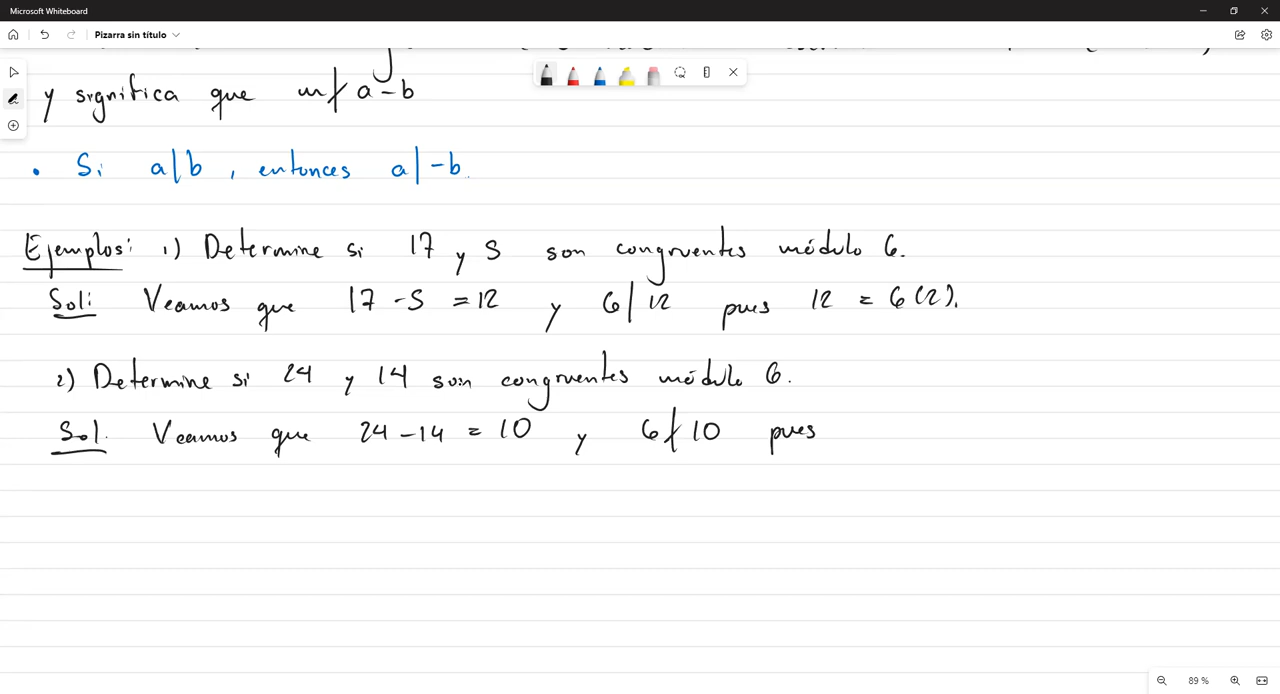 Microsoft Whiteboard
Pizarra sin título
y significa que m∤a-b
• Si a|b, entonces a|-b.
Ejemplos: 1) Determine si 17 y 5 son congruentes módulo 6.
Sol: Veamos que 17-5=12 y 6|12 pues 12 = 6(2).
2) Determine si 24 y 14 son congruentes módulo 6.
Sol. Veamos que 24-14=10 y 6∤10 pues
89 %